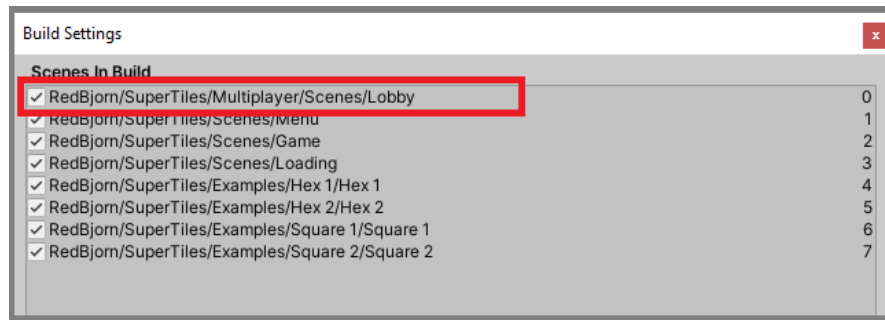 Build Settings
x
Scenes In Build
RedBjorn/SuperTiles/Multiplayer/Scenes/Lobby 0
RedBjorn/SuperTiles/Scenes/Menu 1
RedBjorn/SuperTiles/Scenes/Game 2
RedBjorn/SuperTiles/Scenes/Loading 3
RedBjorn/SuperTiles/Examples/Hex 1/Hex 1 4
RedBjorn/SuperTiles/Examples/Hex 2/Hex 2 5
RedBjorn/SuperTiles/Examples/Square 1/Square 1 6
RedBjorn/SuperTiles/Examples/Square 2/Square 2 7